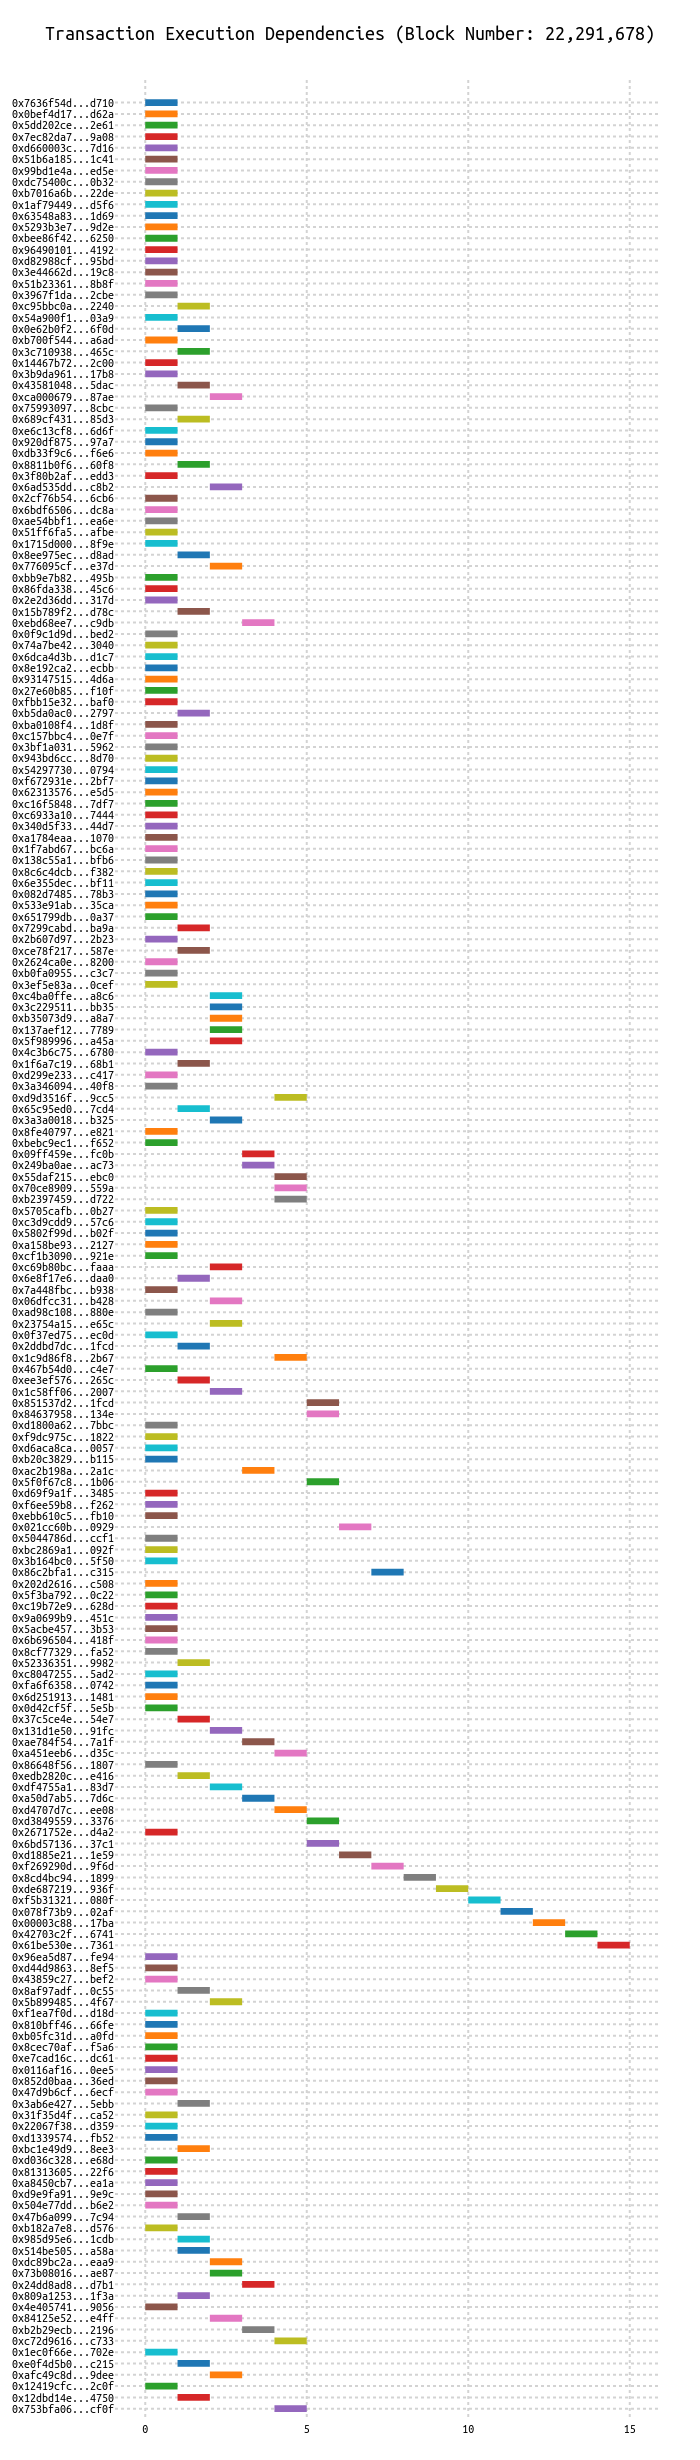 Transaction Execution Dependencies (Block Number: 22,291,678)
0x7636f54d...d710
0x0bef4d17...d62a
0x5dd202ce...2e61
0x7ec82da7...9a08
0xd660003c...7d16
0x51b6a185...1c41
0x99bd1e4a...ed5e
0xdc75400c...0b32
0xb7016a6b...22de
0x1af79449...d5f6
0x63548a83...1d69
0x5293b3e7...9d2e
0xbee86f42...6250
0x96490101...4192
0xd82988cf...95bd
0x3e44662d...19c8
0x51b23361...8b8f
0x3967f1da...2cbe
0xc95bbc0a...2240
0x54a900f1...03a9
0x0e62b0f2...6f0d
0xb700f544...a6ad
0x3c710938...465c
0x14467b72...2c00
0x3b9da961...17b8
0x43581048...5dac
0xca000679...87ae
0x75993097...8cbc
0x689cf431...85d3
0xe6c13cf8...6d6f
0x920df875...97a7
0xdb33f9c6...f6e6
0x8811b0f6...60f8
0x3f80b2af...edd3
0x6ad535dd...c8b2
0x2cf76b54...6cb6
0x6bdf6506...dc8a
0xae54bbf1...ea6e
0x51ff6fa5...afbe
0x1715d000...8f9e
0x8ee975ec...d8ad
0x776095cf...e37d
0xbb9e7b82...495b
0x86fda338...45c6
0x2e2d36dd...317d
0x15b789f2...d78c
0xebd68ee7...c9db
0x0f9c1d9d...bed2
0x74a7be42...3040
0x6dca4d3b...d1c7
0x8e192ca2...ecbb
0x93147515...4d6a
0x27e60b85...f10f
0xfbb15e32...baf0
0xb5da0ac0...2797
0xba0108f4...1d8f
0xc157bbc4...0e7f
0x3bf1a031...5962
0x943bd6cc...8d70
0x54297730...0794
0xf672931e...2bf7
0x62313576...e5d5
0xc16f5848...7df7
0xc6933a10...7444
0x340d5f33...44d7
0xa1784eaa...1070
0x1f7abd67...bc6a
0x138c55a1...bfb6
0x8c6c4dcb...f382
0x6e355dec...bf11
0x082d7485...78b3
0x533e91ab...35ca
0x651799db...0a37
0x7299cabd...ba9a
0x2b607d97...2b23
0xce78f217...587e
0x2624ca0e...8200
0xb0fa0955...c3c7
0x3ef5e83a...0cef
0xc4ba0ffe...a8c6
0x3c229511...bb35
0xb35073d9...a8a7
0x137aef12...7789
0x5f989996...a45a
0x4c3b6c75...6780
0x1f6a7c19...68b1
0xd299e233...c417
0x3a346094...40f8
0xd9d3516f...9cc5
0x65c95ed0...7cd4
0x3a3a0018...b325
0x8fe40797...e821
0xbebc9ec1...f652
0x09ff459e...fc0b
0x249ba0ae...ac73
0x55daf215...ebc0
0x70ce8909...559a
0xb2397459...d722
0x5705cafb...0b27
0xc3d9cdd9...57c6
0x5802f99d...b02f
0xa158be93...2127
0xcf1b3090...921e
0xc69b80bc...faaa
0x6e8f17e6...daa0
0x7a448fbc...b938
0x06dfcc31...b428
0xad98c108...880e
0x23754a15...e65c
0x0f37ed75...ec0d
0x2ddbd7dc...1fcd
0x1c9d86f8...2b67
0x467b54d0...c4e7
0xee3ef576...265c
0x1c58ff06...2007
0x851537d2...1fcd
0x84637958...134e
0xd1800a62...7bbc
0xf9dc975c...1822
0xd6aca8ca...0057
0xb20c3829...b115
0xac2b198a...2a1c
0x5f0f67c8...1b06
0xd69f9a1f...3485
0xf6ee59b8...f262
0xebb610c5...fb10
0x021cc60b...0929
0x5044786d...ccf1
0xbc2869a1...092f
0x3b164bc0...5f50
0x86c2bfa1...c315
0x202d2616...c508
0x5f3ba792...0c22
0xc19b72e9...628d
0x9a0699b9...451c
0x5acbe457...3b53
0x6b696504...418f
0x8cf77329...fa52
0x52336351...9982
0xc8047255...5ad2
0xfa6f6358...0742
0x6d251913...1481
0x0d42cf5f...5e5b
0x37c5ce4e...54e7
0x131d1e50...91fc
0xae784f54...7a1f
0xa451eeb6...d35c
0x86648f56...1807
0xedb2820c...e416
0xdf4755a1...83d7
0xa50d7ab5...7d6c
0xd4707d7c...ee08
0xd3849559...3376
0x2671752e...d4a2
0x6bd57136...37c1
0xd1885e21...1e59
0xf269290d...9f6d
0x8cd4bc94...1899
0xde687219...936f
0xf5b31321...080f
0x078f73b9...02af
0x00003c88...17ba
0x42703c2f...6741
0x61be530e...7361
0x96ea5d87...fe94
0xd44d9863...8ef5
0x43859c27...bef2
0x8af97adf...0c55
0x5b899485...4f67
0xf1ea7f0d...d18d
0x810bff46...66fe
0xb05fc31d...a0fd
0x8cec70af...f5a6
0xe7cad16c...dc61
0x0116af16...0ee5
0x852d0baa...36ed
0x47d9b6cf...6ecf
0x3ab6e427...5ebb
0x31f35d4f...ca52
0x22067f38...d359
0xd1339574...fb52
0xbc1e49d9...8ee3
0xd036c328...e68d
0x81313605...22f6
0xa8450cb7...ea1a
0xd9e9fa91...9e9c
0x504e77dd...b6e2
0x47b6a099...7c94
0xb182a7e8...d576
0x985d95e6...1cdb
0x514be505...a58a
0xdc89bc2a...eaa9
0x73b08016...ae87
0x24dd8ad8...d7b1
0x809a1253...1f3a
0x4e405741...9056
0x84125e52...e4ff
0xb2b29ecb...2196
0xc72d9616...c733
0x1ec0f66e...702e
0xe0f4d5b0...c215
0xafc49c8d...9dee
0x12419cfc...2c0f
0x12dbd14e...4750
0x753bfa06...cf0f
0 5 10 15